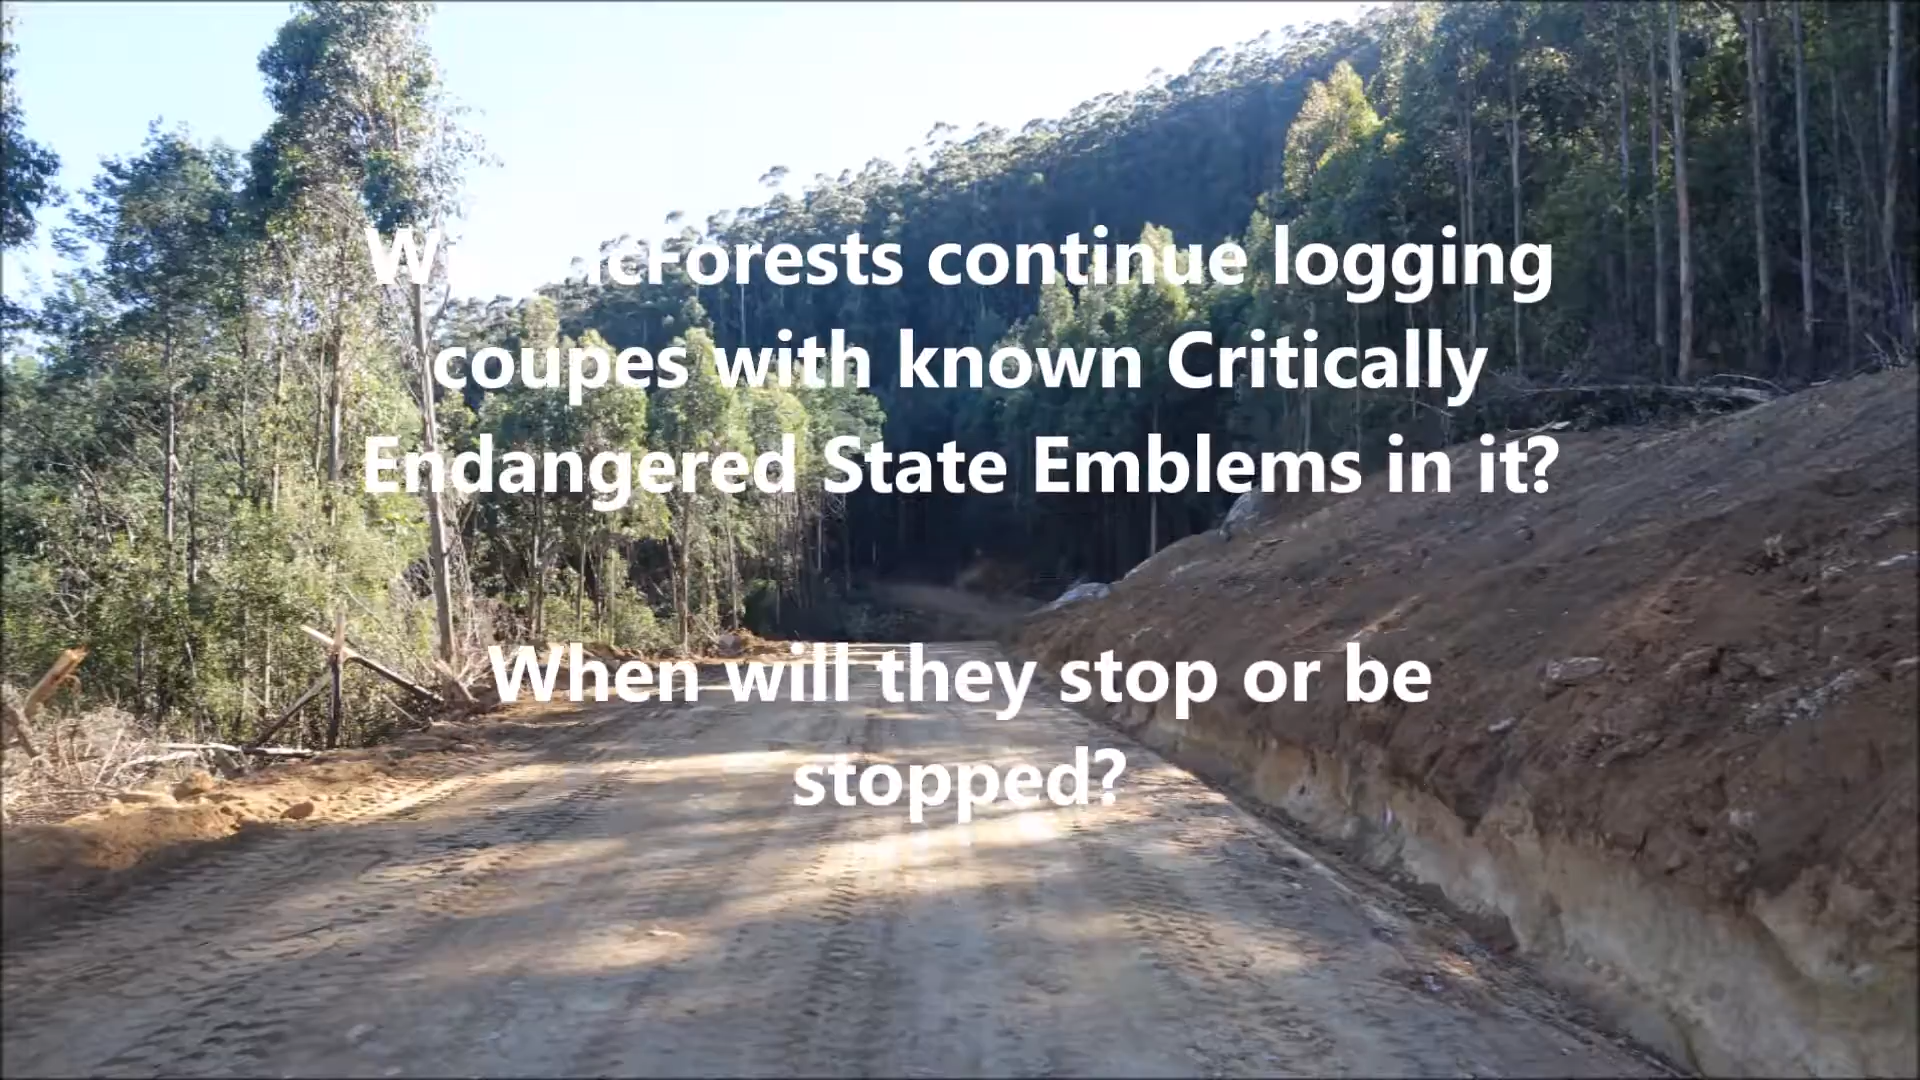 continue logging
coupes with known Critically
Endangered State Emblems in it?
When will they stop or be
stopped?